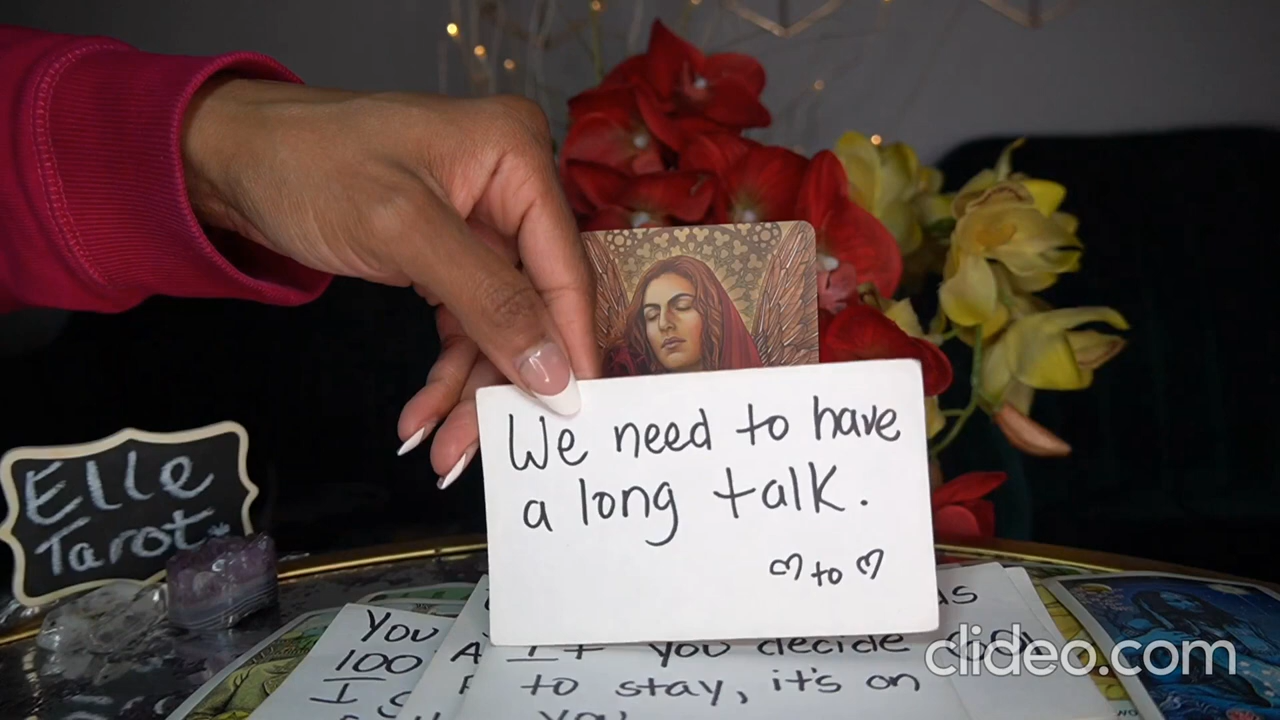 We need to have
a long talk.
♡ to ♡
Elle
Tarot
You
100
If you decide
to stay, it's on
you
clideo.com